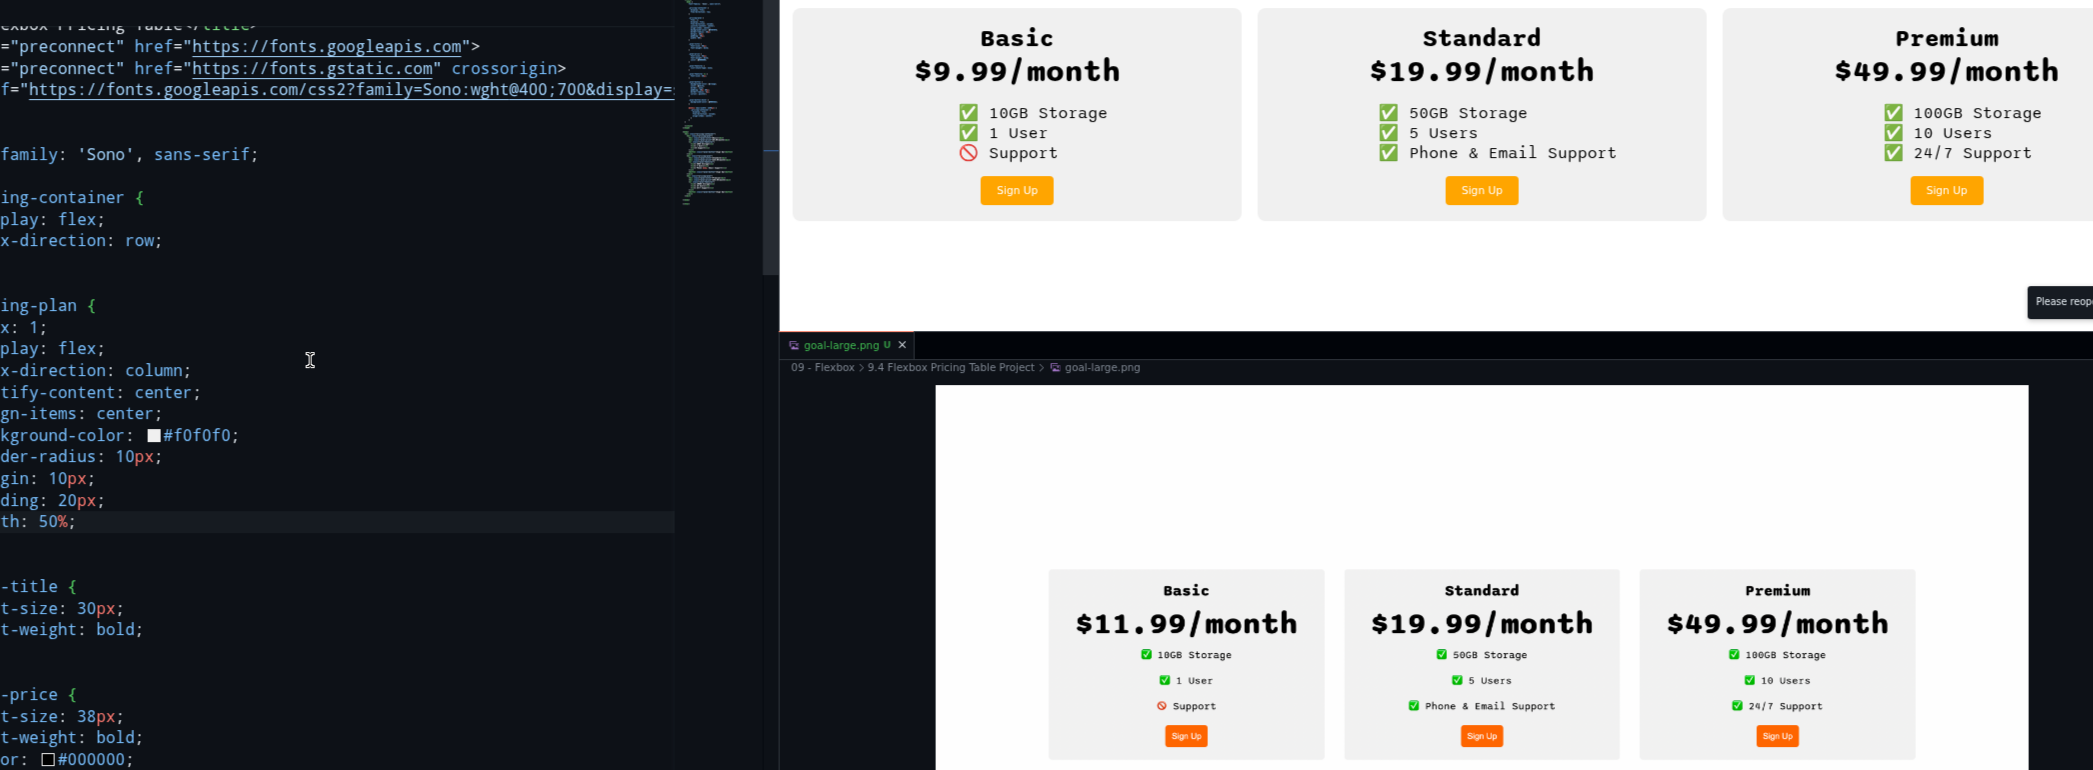 exbox Pricing Table</title>
="preconnect" href="https://fonts.googleapis.com">
="preconnect" href="https://fonts.gstatic.com" crossorigin>
f="https://fonts.googleapis.com/css2?family=Sono:wght@400;700&display=
family: 'Sono', sans-serif;
ing-container {
play: flex;
x-direction: row;
ing-plan {
x: 1;
play: flex;
x-direction: column;
tify-content: center;
gn-items: center;
kground-color: #f0f0f0;
der-radius: 10px;
gin: 10px;
ding: 20px;
th: 50%;
-title {
t-size: 30px;
t-weight: bold;
-price {
t-size: 38px;
t-weight: bold;
or: #000000;
Basic
$9.99/month
✅ 10GB Storage
✅ 1 User
🚫 Support
Sign Up
Standard
$19.99/month
✅ 50GB Storage
✅ 5 Users
✅ Phone & Email Support
Sign Up
Premium
$49.99/month
✅ 100GB Storage
✅ 10 Users
✅ 24/7 Support
Sign Up
Please reop
goal-large.png U ×
09 - Flexbox > 9.4 Flexbox Pricing Table Project > goal-large.png
Basic
$11.99/month
✅ 10GB Storage
✅ 1 User
🚫 Support
Sign Up
Standard
$19.99/month
✅ 50GB Storage
✅ 5 Users
✅ Phone & Email Support
Sign Up
Premium
$49.99/month
✅ 100GB Storage
✅ 10 Users
✅ 24/7 Support
Sign Up